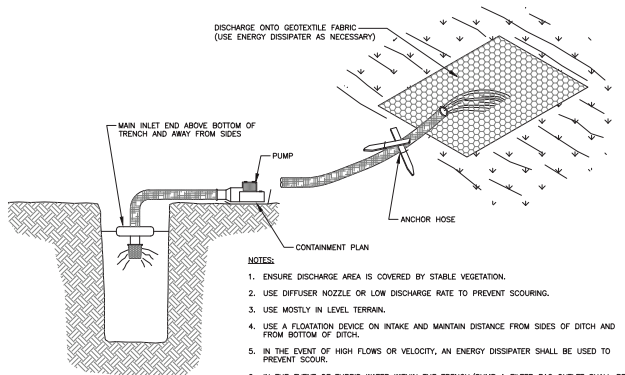 DISCHARGE ONTO GEOTEXTILE FABRIC
(USE ENERGY DISSIPATER AS NECESSARY)
MAIN INLET END ABOVE BOTTOM OF
TRENCH AND AWAY FROM SIDES
PUMP
ANCHOR HOSE
CONTAINMENT PLAN
NOTES:
1. ENSURE DISCHARGE AREA IS COVERED BY STABLE VEGETATION.
2. USE DIFFUSER NOZZLE OR LOW DISCHARGE RATE TO PREVENT SCOURING.
3. USE MOSTLY IN LEVEL TERRAIN.
4. USE A FLOATATION DEVICE ON INTAKE AND MAINTAIN DISTANCE FROM SIDES OF DITCH AND
FROM BOTTOM OF DITCH.
5. IN THE EVENT OF HIGH FLOWS OR VELOCITY, AN ENERGY DISSIPATER SHALL BE USED TO
PREVENT SCOUR.